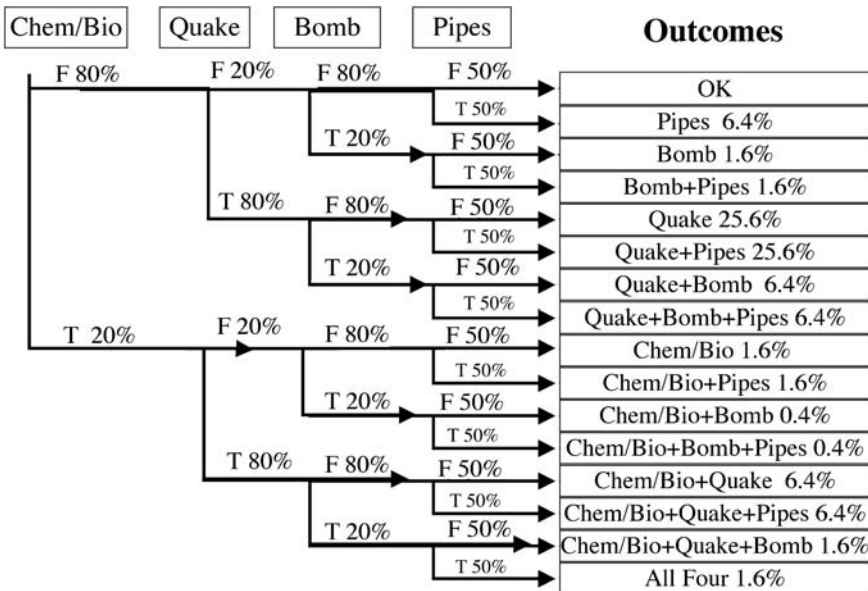 Chem/Bio Quake Bomb Pipes Outcomes
F 80% F 20% F 80% F 50%
OK
T 50%
Pipes 6.4%
T 20% F 50%
Bomb 1.6%
T 50%
Bomb+Pipes 1.6%
T 80% F 80% F 50%
Quake 25.6%
T 50%
Quake+Pipes 25.6%
T 20% F 50%
Quake+Bomb 6.4%
T 50%
Quake+Bomb+Pipes 6.4%
T 20% F 20% F 80% F 50%
Chem/Bio 1.6%
T 50%
Chem/Bio+Pipes 1.6%
T 20% F 50%
Chem/Bio+Bomb 0.4%
T 50%
Chem/Bio+Bomb+Pipes 0.4%
T 80% F 80% F 50%
Chem/Bio+Quake 6.4%
T 50%
Chem/Bio+Quake+Pipes 6.4%
T 20% F 50%
Chem/Bio+Quake+Bomb 1.6%
T 50%
All Four 1.6%